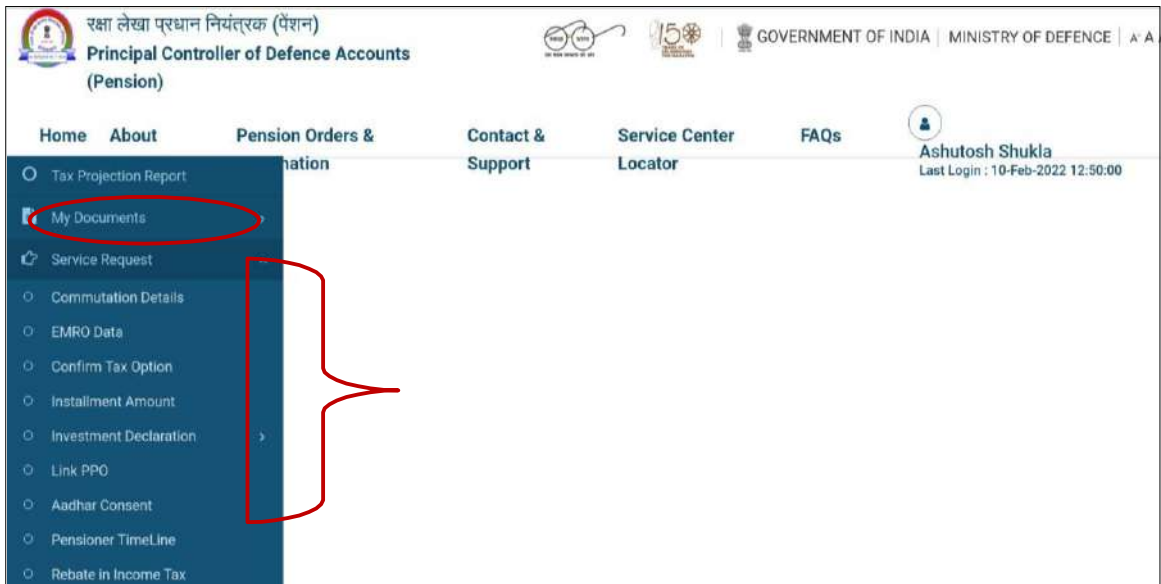 रक्षा लेखा प्रधान नियंत्रक (पेंशन)
Principal Controller of Defence Accounts
(Pension)
GOVERNMENT OF INDIA | MINISTRY OF DEFENCE | A- A
Home About Pension Orders & Contact & Service Center FAQs
mation Support Locator
Ashutosh Shukla
Last Login : 10-Feb-2022 12:50:00
Tax Projection Report
My Documents
Service Request
Commutation Details
EMRO Data
Confirm Tax Option
Installment Amount
Investment Declaration
Link PPO
Aadhar Consent
Pensioner TimeLine
Rebate in Income Tax